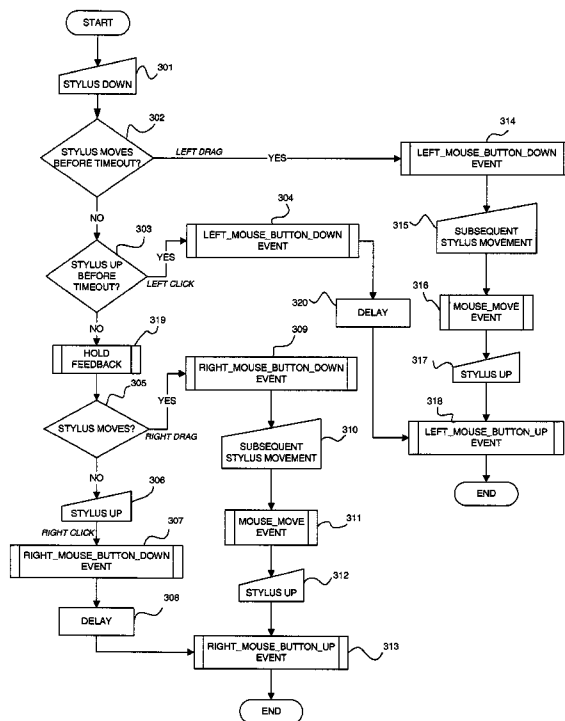 START
301
STYLUS DOWN
302
STYLUS MOVES
BEFORE TIMEOUT?
LEFT DRAG
YES
314
LEFT_MOUSE_BUTTON_DOWN
EVENT
NO
303
STYLUS UP
BEFORE
TIMEOUT?
YES
LEFT CLICK
304
LEFT_MOUSE_BUTTON_DOWN
EVENT
315
SUBSEQUENT
STYLUS MOVEMENT
320
DELAY
316
MOUSE_MOVE
EVENT
NO
319
HOLD
FEEDBACK
309
RIGHT_MOUSE_BUTTON_DOWN
EVENT
317
STYLUS UP
305
STYLUS MOVES?
YES
RIGHT DRAG
310
SUBSEQUENT
STYLUS MOVEMENT
318
LEFT_MOUSE_BUTTON_UP
EVENT
END
NO
306
STYLUS UP
RIGHT CLICK
307
RIGHT_MOUSE_BUTTON_DOWN
EVENT
311
MOUSE_MOVE
EVENT
308
DELAY
312
STYLUS UP
RIGHT_MOUSE_BUTTON_UP
EVENT
313
END